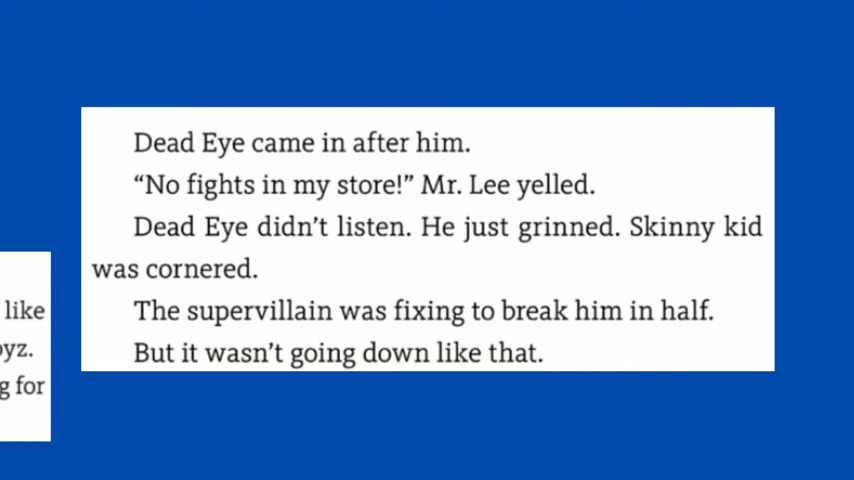 Dead Eye came in after him.
“No fights in my store!” Mr. Lee yelled.
Dead Eye didn’t listen. He just grinned. Skinny kid
was cornered.
The supervillain was fixing to break him in half.
But it wasn’t going down like that.
like
yz.
for